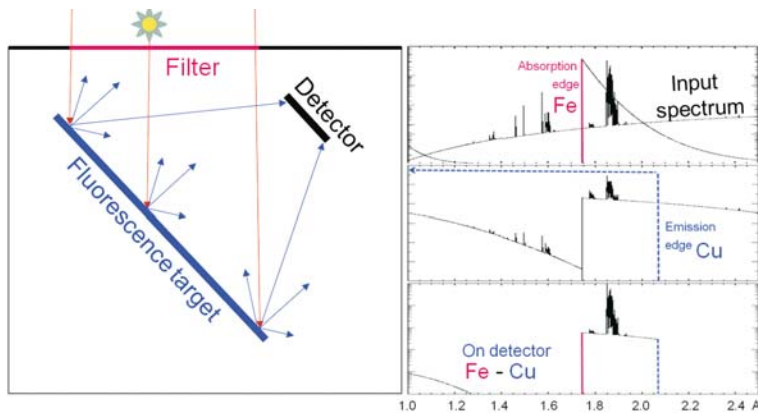 Filter
Detector
Fluorescence target
Absorption
edge
Fe
Input
spectrum
Emission
edge Cu
On detector
Fe - Cu
1.0 1.2 1.4 1.6 1.8 2.0 2.2 2.4 A